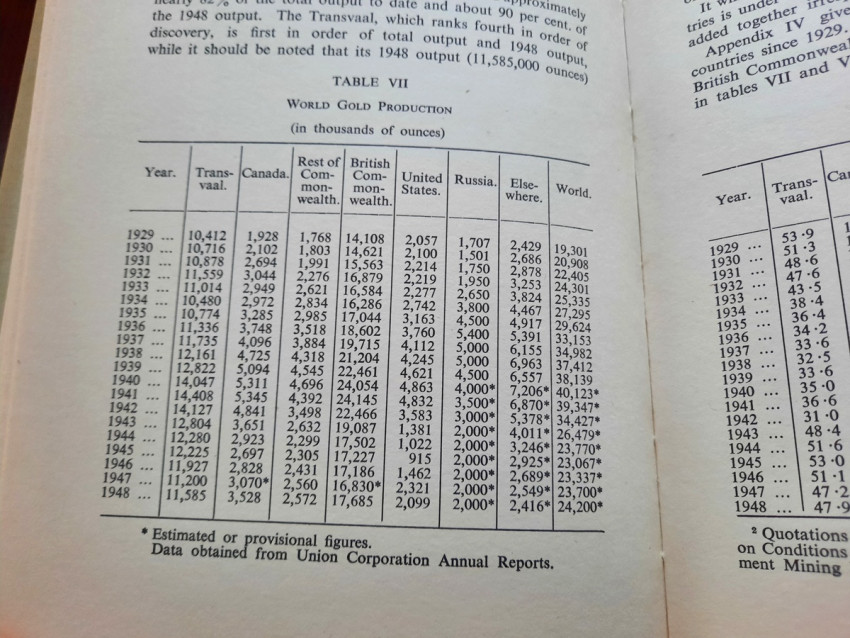 nearly 82% of the total output to date and about 90 per cent. of
the 1948 output. The Transvaal, which ranks fourth in order of
discovery, is first in order of total output and 1948 output,
while it should be noted that its 1948 output (11,585,000 ounces)
TABLE VII
WORLD GOLD PRODUCTION
(in thousands of ounces)
Year. Trans-vaal. Canada. Rest of Com-mon-wealth. British Com-mon-wealth. United States. Russia. Else-where. World.
1929 ... 10,412 1,928 1,768 14,108 2,057 1,707 2,429 19,301
1930 ... 10,716 2,102 1,803 14,621 2,100 1,501 2,686 20,908
1931 ... 10,878 2,694 1,991 15,563 2,214 1,750 2,878 22,405
1932 ... 11,559 3,044 2,276 16,879 2,219 1,950 3,253 24,301
1933 ... 11,014 2,949 2,621 16,584 2,277 2,650 3,824 25,335
1934 ... 10,480 2,972 2,834 16,286 2,742 3,800 4,467 27,295
1935 ... 10,774 3,285 2,985 17,044 3,163 4,500 4,917 29,624
1936 ... 11,336 3,748 3,518 18,602 3,760 5,400 5,391 33,153
1937 ... 11,735 4,096 3,884 19,715 4,112 5,000 6,155 34,982
1938 ... 12,161 4,725 4,318 21,204 4,245 5,000 6,963 37,412
1939 ... 12,822 5,094 4,545 22,461 4,621 4,500 6,557 38,139
1940 ... 14,047 5,311 4,696 24,054 4,863 4,000* 7,206* 40,123*
1941 ... 14,408 5,345 4,392 24,145 4,832 3,500* 6,870* 39,347*
1942 ... 14,127 4,841 3,498 22,466 3,583 3,000* 5,378* 34,427*
1943 ... 12,804 3,651 2,632 19,087 1,381 2,000* 4,011* 26,479*
1944 ... 12,280 2,923 2,299 17,502 1,022 2,000* 3,246* 23,770*
1945 ... 12,225 2,697 2,305 17,227 915 2,000* 2,925* 23,067*
1946 ... 11,927 2,828 2,431 17,186 1,462 2,000* 2,689* 23,337*
1947 ... 11,200 3,070* 2,560 16,830* 2,321 2,000* 2,549* 23,700*
1948 ... 11,585 3,528 2,572 17,685 2,099 2,000* 2,416* 24,200*
* Estimated or provisional figures.
Data obtained from Union Corporation Annual Reports.
It wi
tries is under
added together
Appendix IV give
countries since 1929.
British Commonweal
in tables VII and V
Year. Trans-vaal. Ca
1929 ... 53·9
1930 ... 51·3
1931 ... 48·6
1932 ... 47·6
1933 ... 43·5
1934 ... 38·4
1935 ... 36·4
1936 ... 34·2
1937 ... 33·6
1938 ... 32·5
1939 ... 33·6
1940 ... 35·0
1941 ... 36·6
1942 ... 31·0
1943 ... 48·4
1944 ... 51·6
1945 ... 53·0
1946 ... 51·1
1947 ... 47·2
1948 ... 47·9
² Quotations
on Conditions
ment Mining